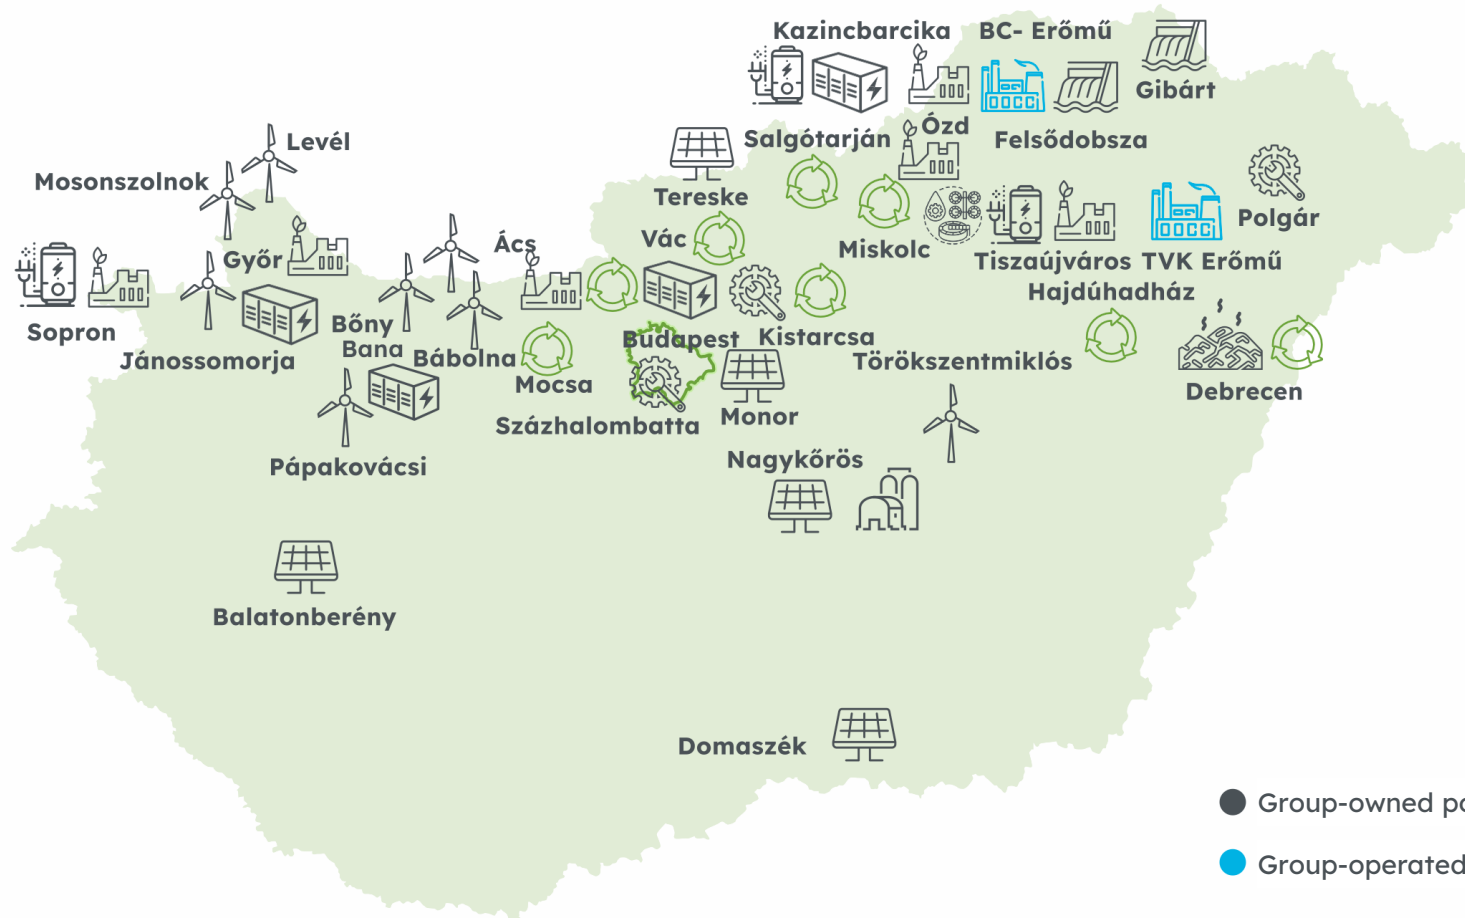 Kazincbarcika
BC- Erőmű
Gibárt
Levél
Salgótarján
Ózd
Felsődobsza
Mosonszolnok
Tereske
Polgár
Győr
Ács
Vác
Miskolc
Tiszaújváros
TVK Erőmű
Hajdúhadház
Sopron
Jánossomorja
Bőny
Bana
Bábolna
Mocsa
Budapest
Kistarcsa
Törökszentmiklós
Debrecen
Százhalombatta
Monor
Pápakovácsi
Nagykőrös
Balatonberény
Domaszék
Group-owned
Group-operated